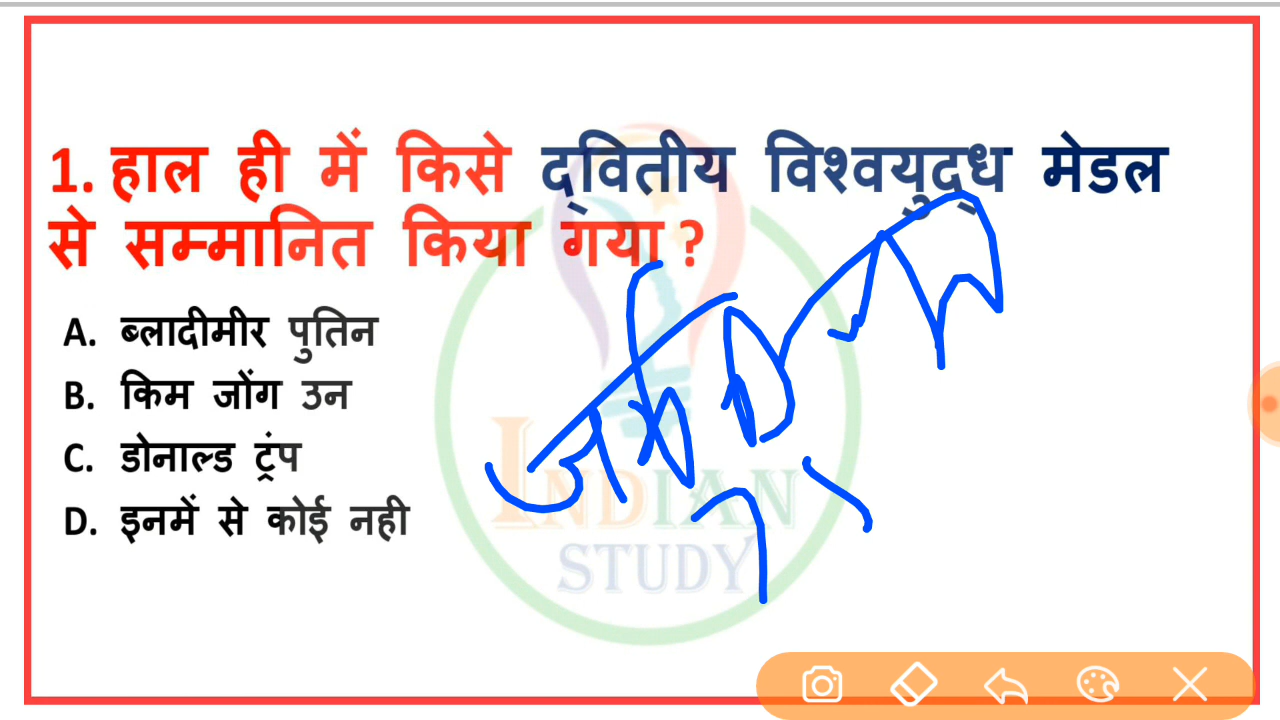 1. हाल ही में किसे द्वितीय विश्वयुद्ध मेडल
से सम्मानित किया गया ?
A. ब्लादीमीर पुतिन
B. किम जोंग उन
C. डोनाल्ड ट्रंप
D. इनमें से कोई नही
INDIAN
STUDY